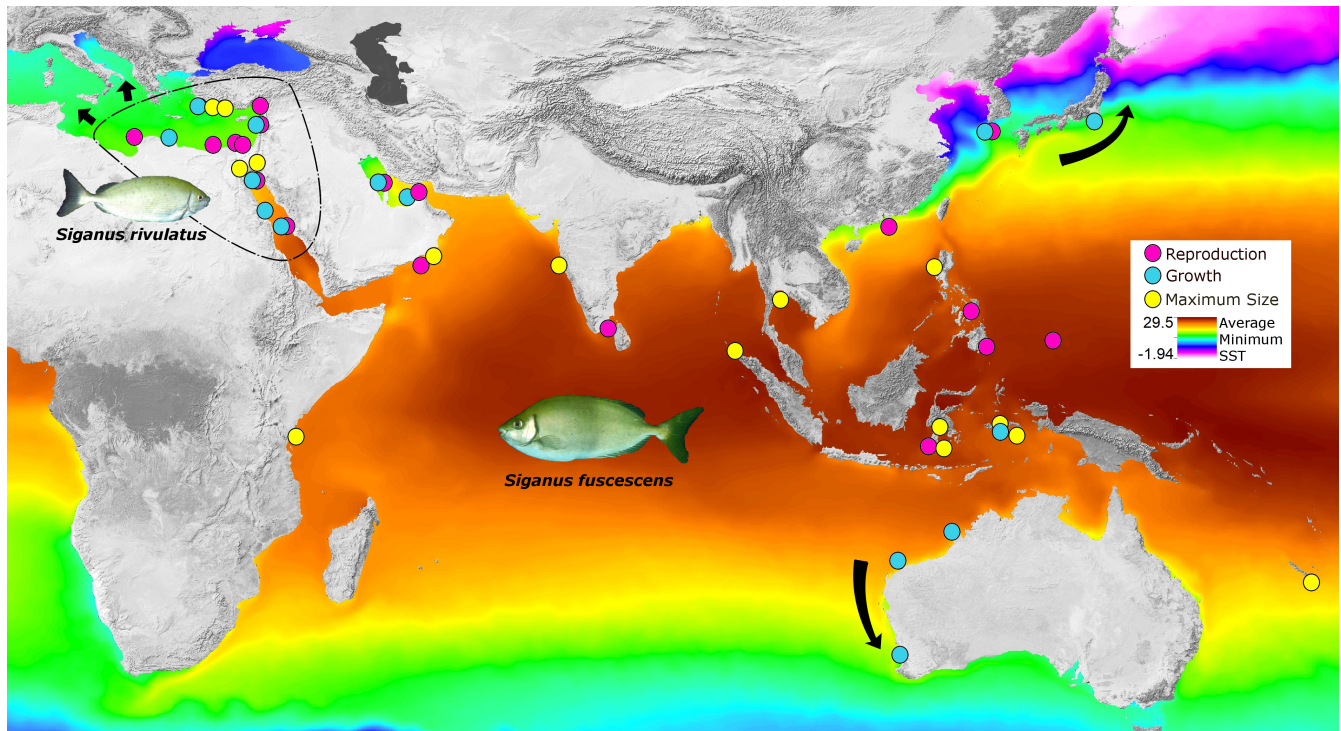 Siganus rivulatus
Reproduction
Growth
Maximum Size
29.5 Average
Minimum
-1.94 SST
Siganus fuscescens